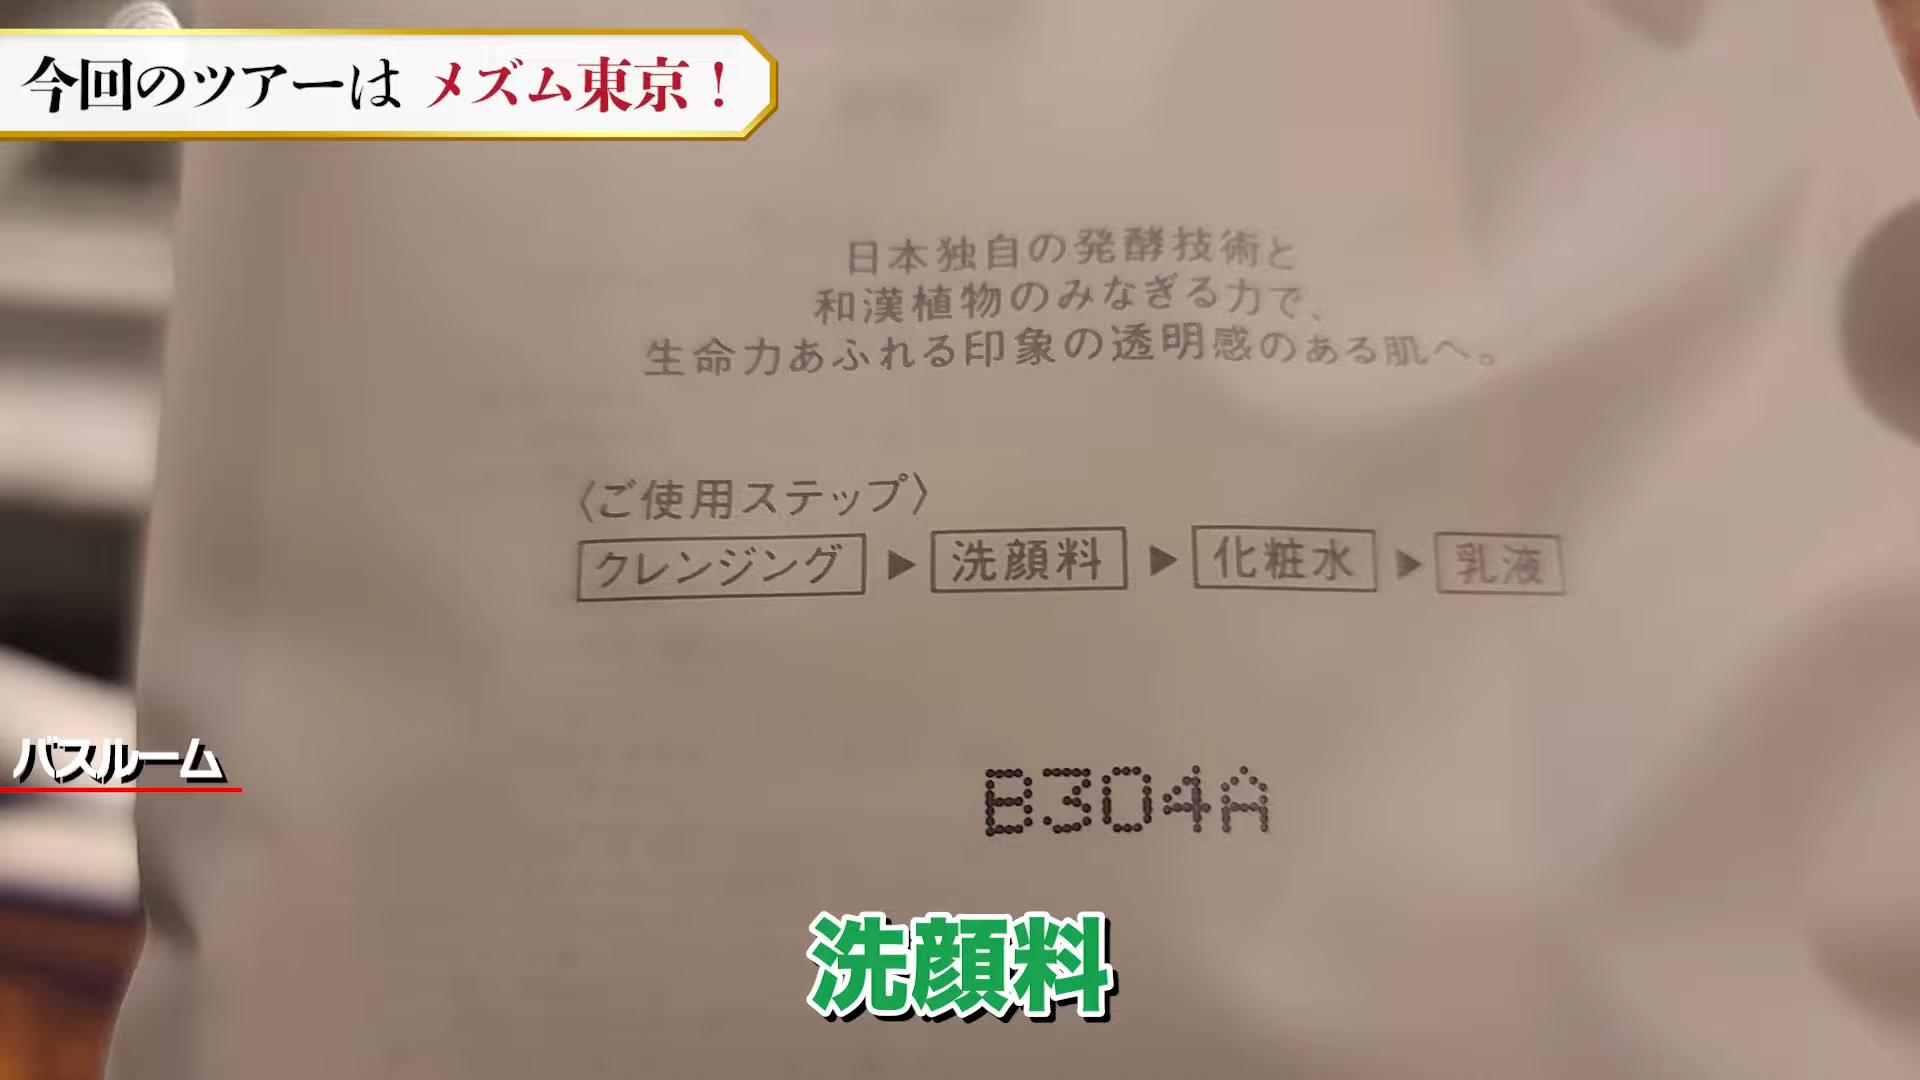 今回のツアーは メズム東京！
日本独自の発酵技術と
和漢植物のみなぎる力で、
生命力あふれる印象の透明感のある肌へ。
〈ご使用ステップ〉
クレンジング ▶ 洗顔料 ▶ 化粧水 ▶ 乳液
バスルーム
B304A
洗顔料